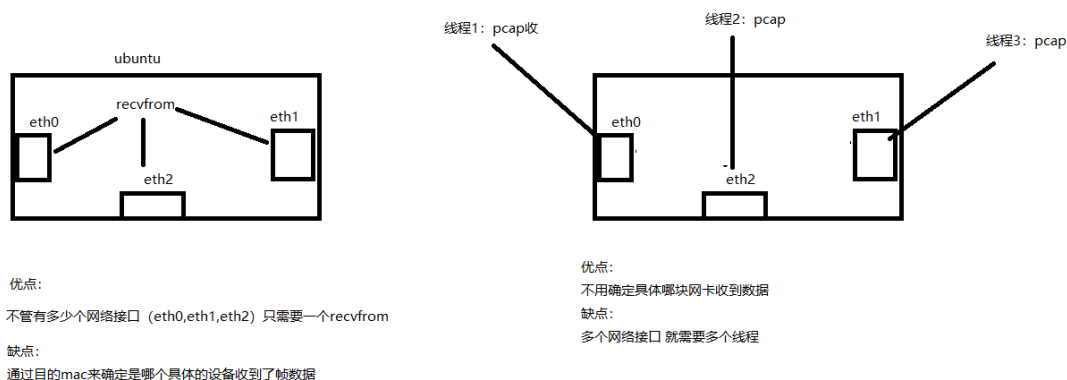 ubuntu
recvfrom
eth0
eth1
eth2
优点：
不管有多少个网络接口（eth0,eth1,eth2）只需要一个recvfrom
缺点：
通过目的mac来确定是哪个具体的设备收到了帧数据
线程1：pcap收
线程2：pcap
线程3：pcap
eth0
eth1
eth2
优点：
不用确定具体哪块网卡收到数据
缺点：
多个网络接口 就需要多个线程